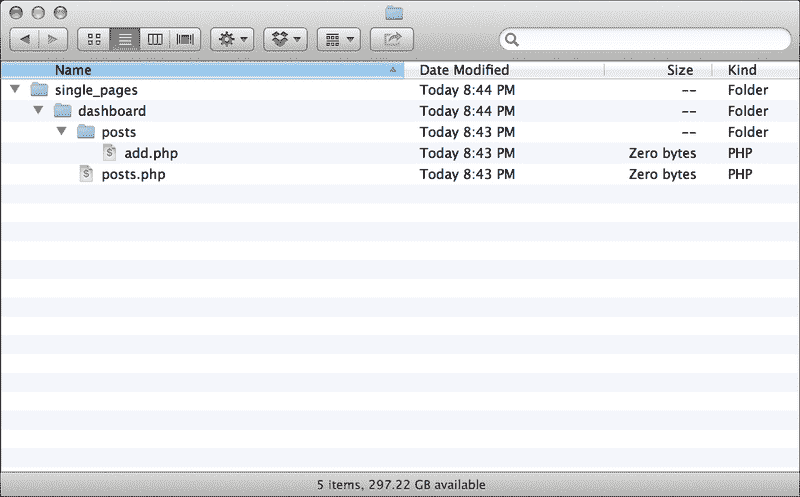 Name Date Modified Size Kind
single_pages Today 8:44 PM -- Folder
dashboard Today 8:44 PM -- Folder
posts Today 8:43 PM -- Folder
add.php Today 8:43 PM Zero bytes PHP
posts.php Today 8:43 PM Zero bytes PHP
5 items, 297.22 GB available